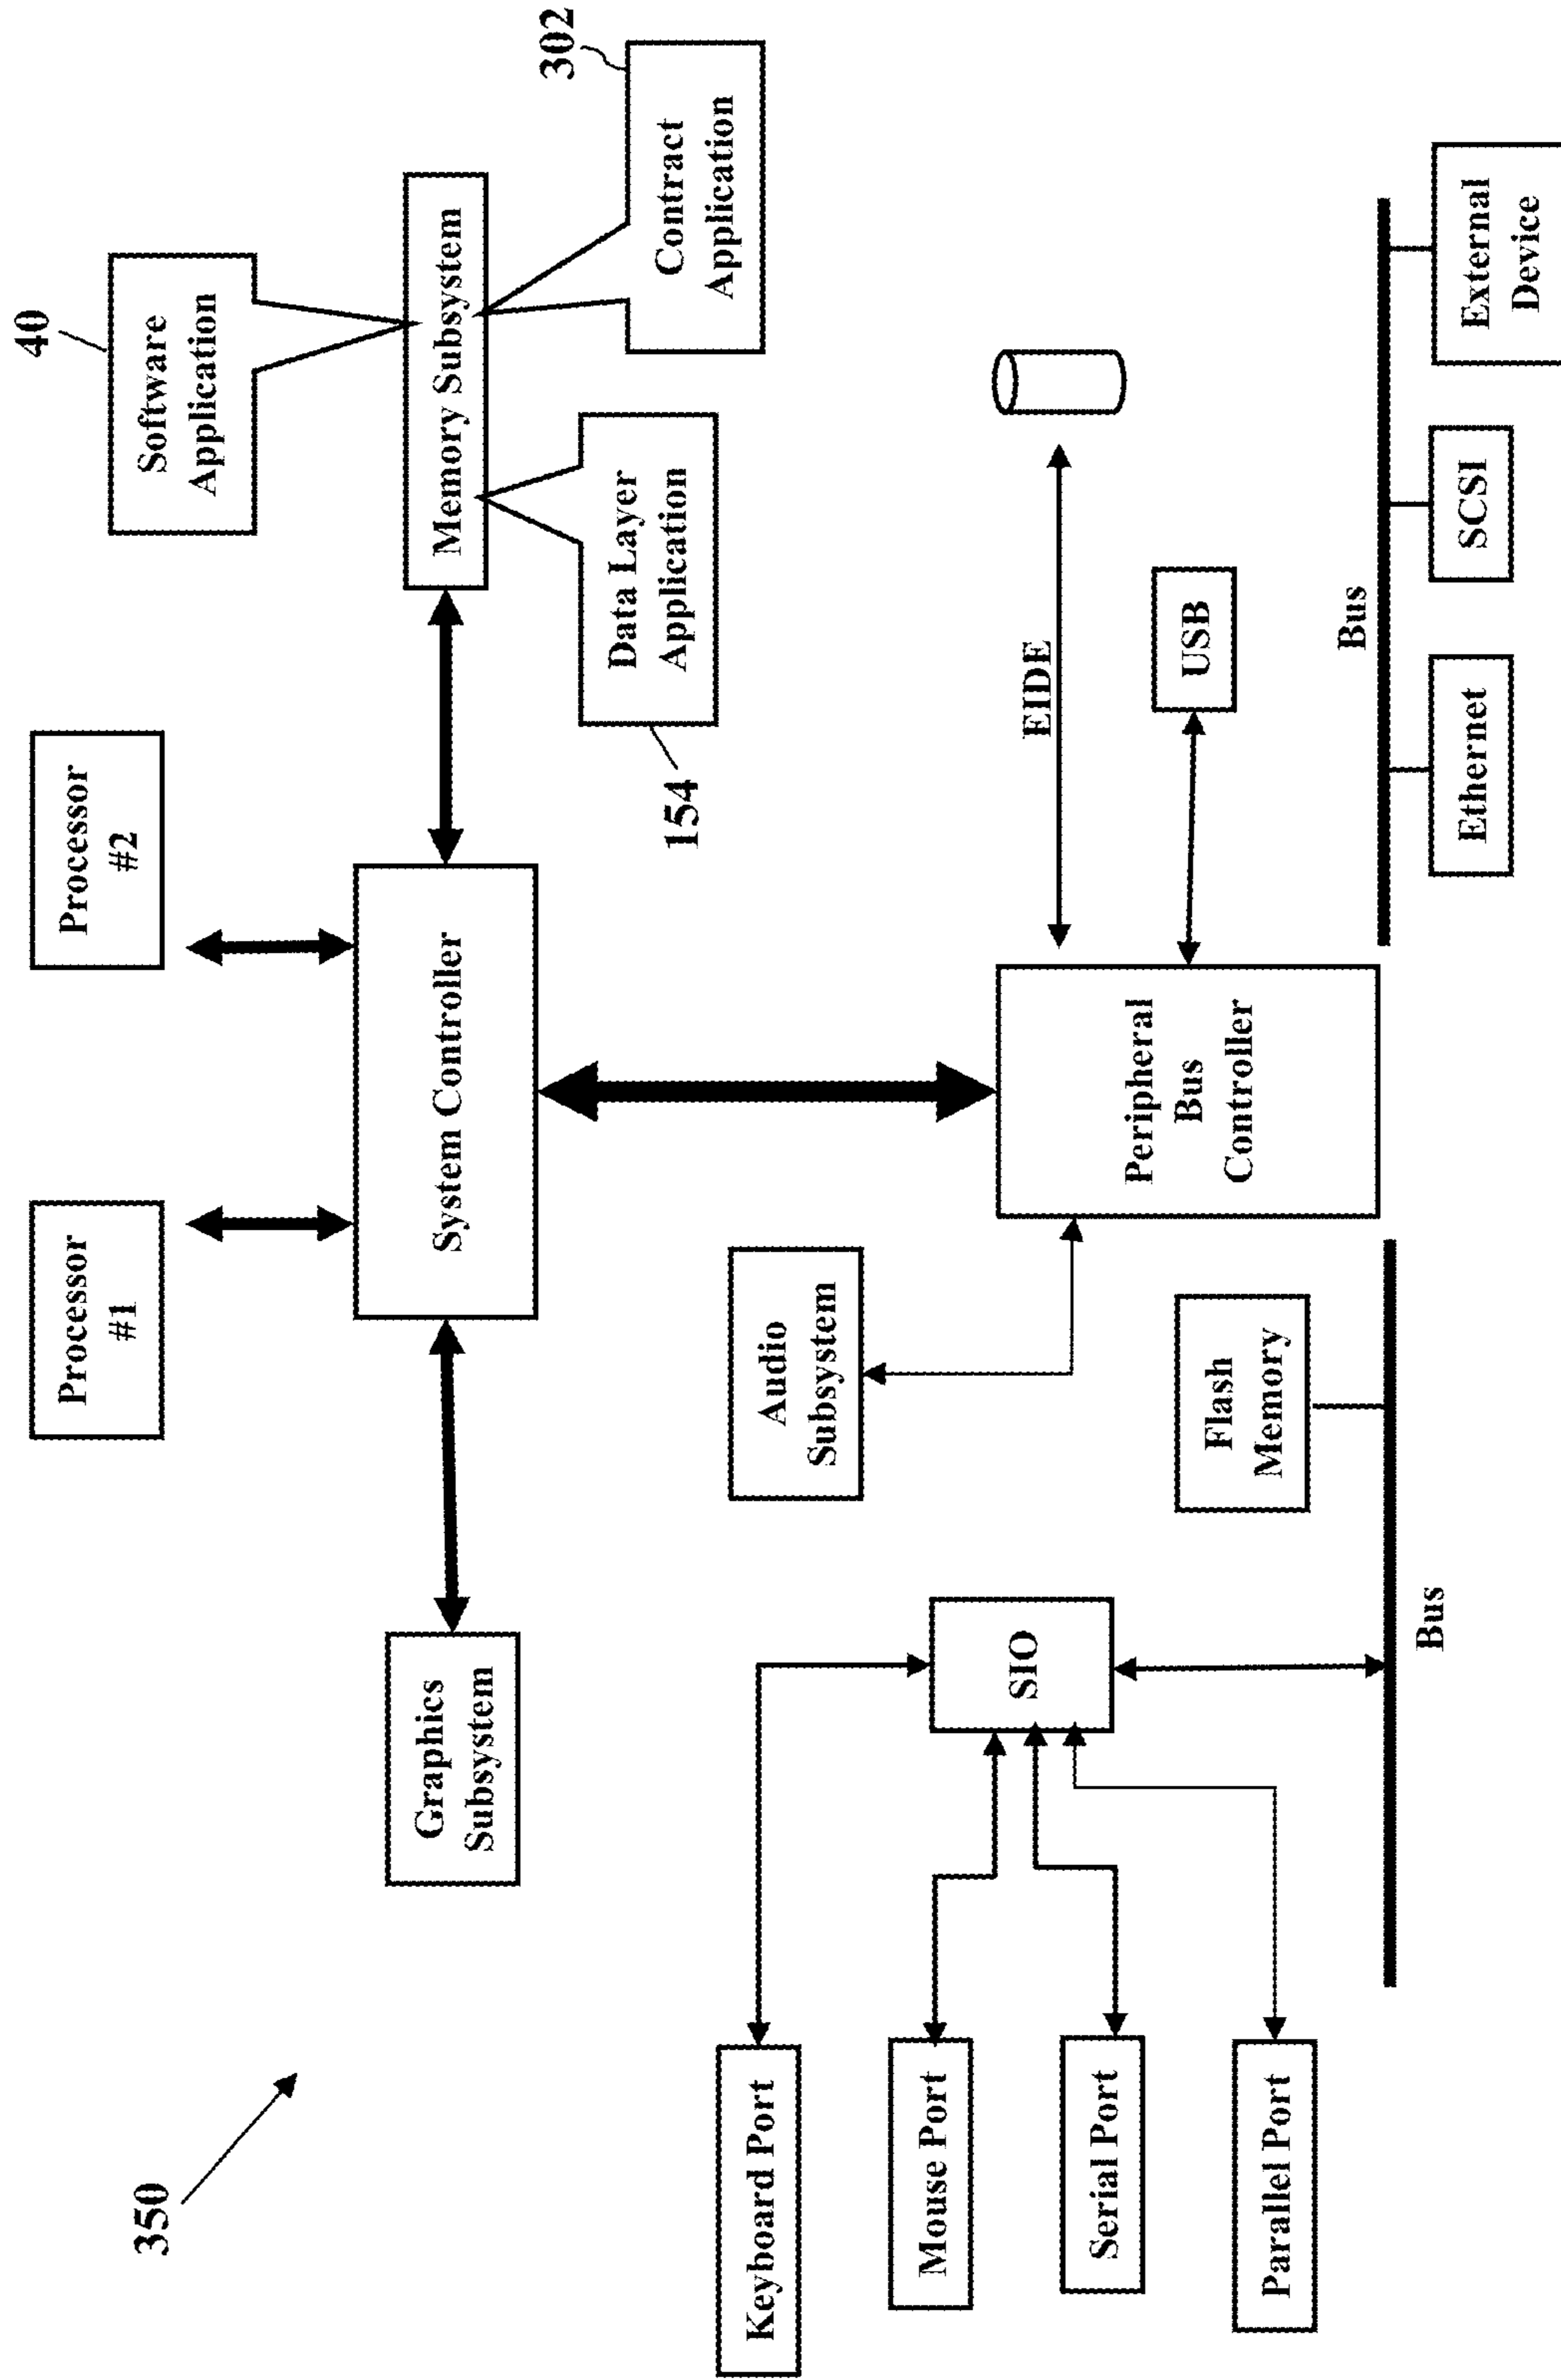 350
Processor
#1
Processor
#2
40
Software
Application
Graphics
Subsystem
System Controller
Memory Subsystem
302
Contract
Application
Data Layer
Application
154
Keyboard Port
Mouse Port
Serial Port
Parallel Port
SIO
Audio
Subsystem
Flash
Memory
Peripheral
Bus
Controller
EIDE
USB
Bus
Bus
Ethernet
SCSI
External
Device